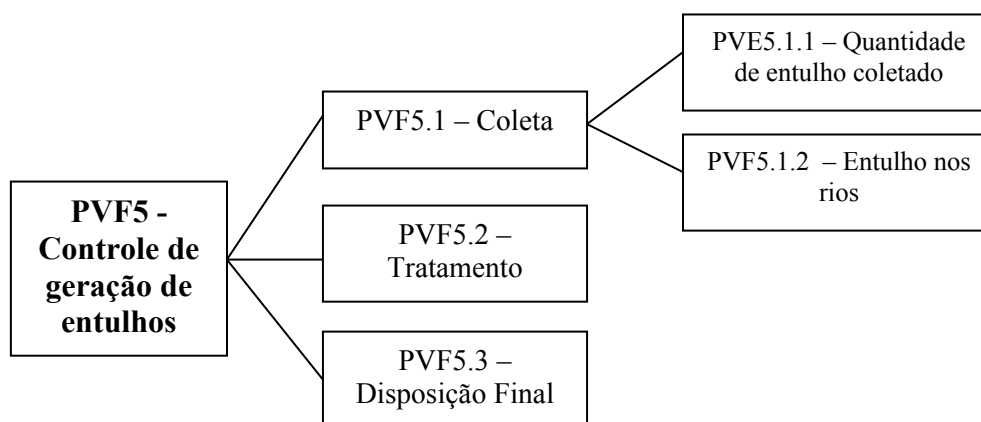 PVF5 -
Controle de
geração de
entulhos
PVF5.1 – Coleta
PVF5.2 –
Tratamento
PVF5.3 –
Disposição Final
PVE5.1.1 – Quantidade
de entulho coletado
PVF5.1.2 – Entulho nos
rios